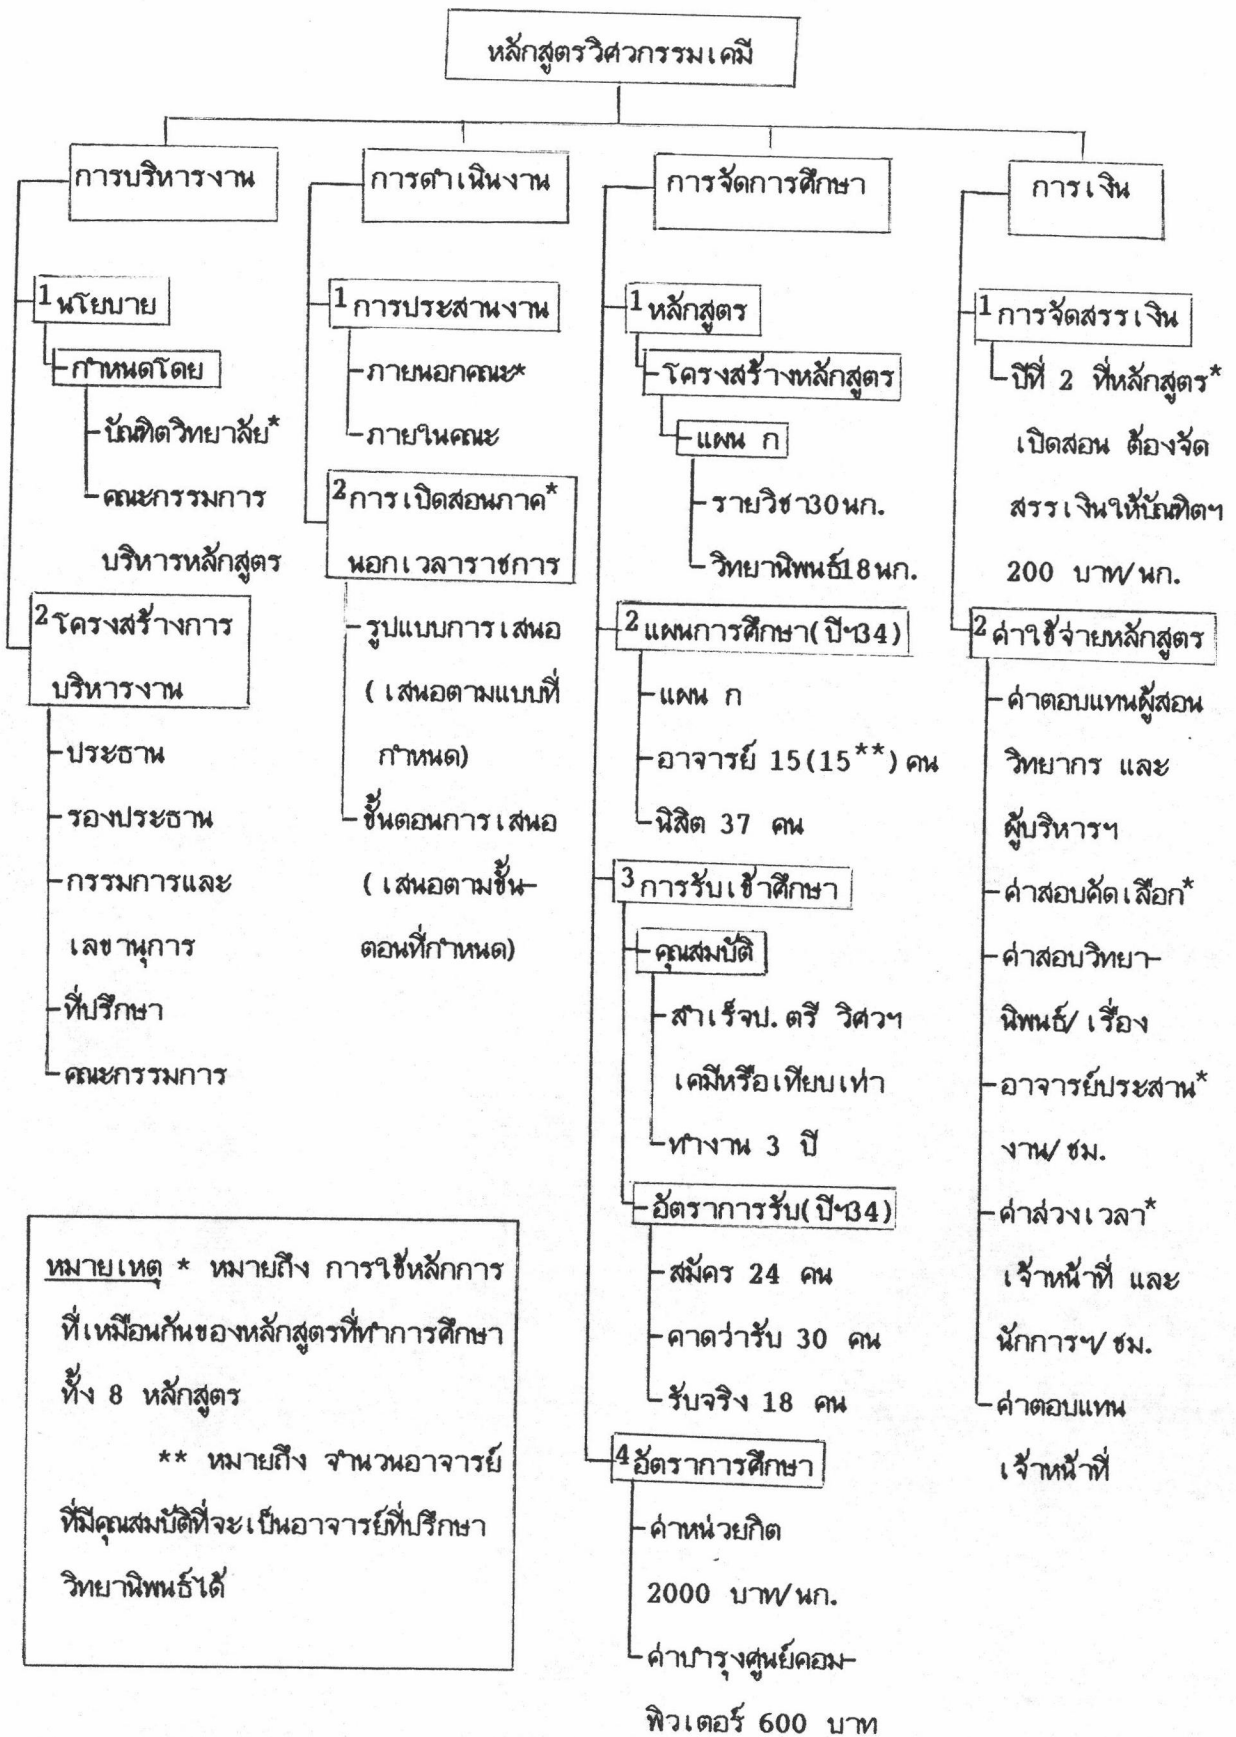 หลักสูตรวิศวกรรมเคมี
การบริหารงาน
1 นโยบาย
กำหนดโดย
บัณฑิตวิทยาลัย*
คณะกรรมการ
บริหารหลักสูตร
2 โครงสร้างการ
บริหารงาน
ประธาน
รองประธาน
กรรมการและ
เลขานุการ
ที่ปรึกษา
คณะกรรมการ
การดำเนินงาน
1 การประสานงาน
ภายนอกคณะ*
ภายในคณะ
2 การเปิดสอนภาค*
นอกเวลาราชการ
รูปแบบการเสนอ
(เสนอตามแบบที่
กำหนด)
ขั้นตอนการเสนอ
(เสนอตามขั้น-
ตอนที่กำหนด)
การจัดการศึกษา
1 หลักสูตร
โครงสร้างหลักสูตร
แผน ก
รายวิชา30นก.
วิทยานิพนธ์18นก.
2 แผนการศึกษา(ปีฯ34)
แผน ก
อาจารย์ 15(15**)คน
นิสิต 37 คน
3 การรับเข้าศึกษา
คุณสมบัติ
สำเร็จป.ตรี วิศวฯ
เคมีหรือเทียบเท่า
ทำงาน 3 ปี
อัตราการรับ(ปีฯ34)
สมัคร 24 คน
คาดว่ารับ 30 คน
รับจริง 18 คน
4 อัตราการศึกษา
ค่าหน่วยกิต
2000 บาท/นก.
ค่าบำรุงศูนย์คอม-
พิวเตอร์ 600 บาท
การเงิน
1 การจัดสรรเงิน
ปีที่ 2 ที่หลักสูตร*
เปิดสอน ต้องจัด
สรรเงินให้บัณฑิตฯ
200 บาท/นก.
2 ค่าใช้จ่ายหลักสูตร
ค่าตอบแทนผู้สอน
วิทยากร และ
ผู้บริหารฯ
ค่าสอบคัดเลือก*
ค่าสอบวิทยา-
นิพนธ์/เรื่อง
อาจารย์ประสาน*
งาน/ชม.
ค่าล่วงเวลา*
เจ้าหน้าที่ และ
นักการฯ/ชม.
ค่าตอบแทน
เจ้าหน้าที่
หมายเหตุ * หมายถึง การใช้หลักการ
ที่เหมือนกันของหลักสูตรที่ทำการศึกษา
ทั้ง 8 หลักสูตร
** หมายถึง จำนวนอาจารย์
ที่มีคุณสมบัติที่จะเป็นอาจารย์ที่ปรึกษา
วิทยานิพนธ์ได้